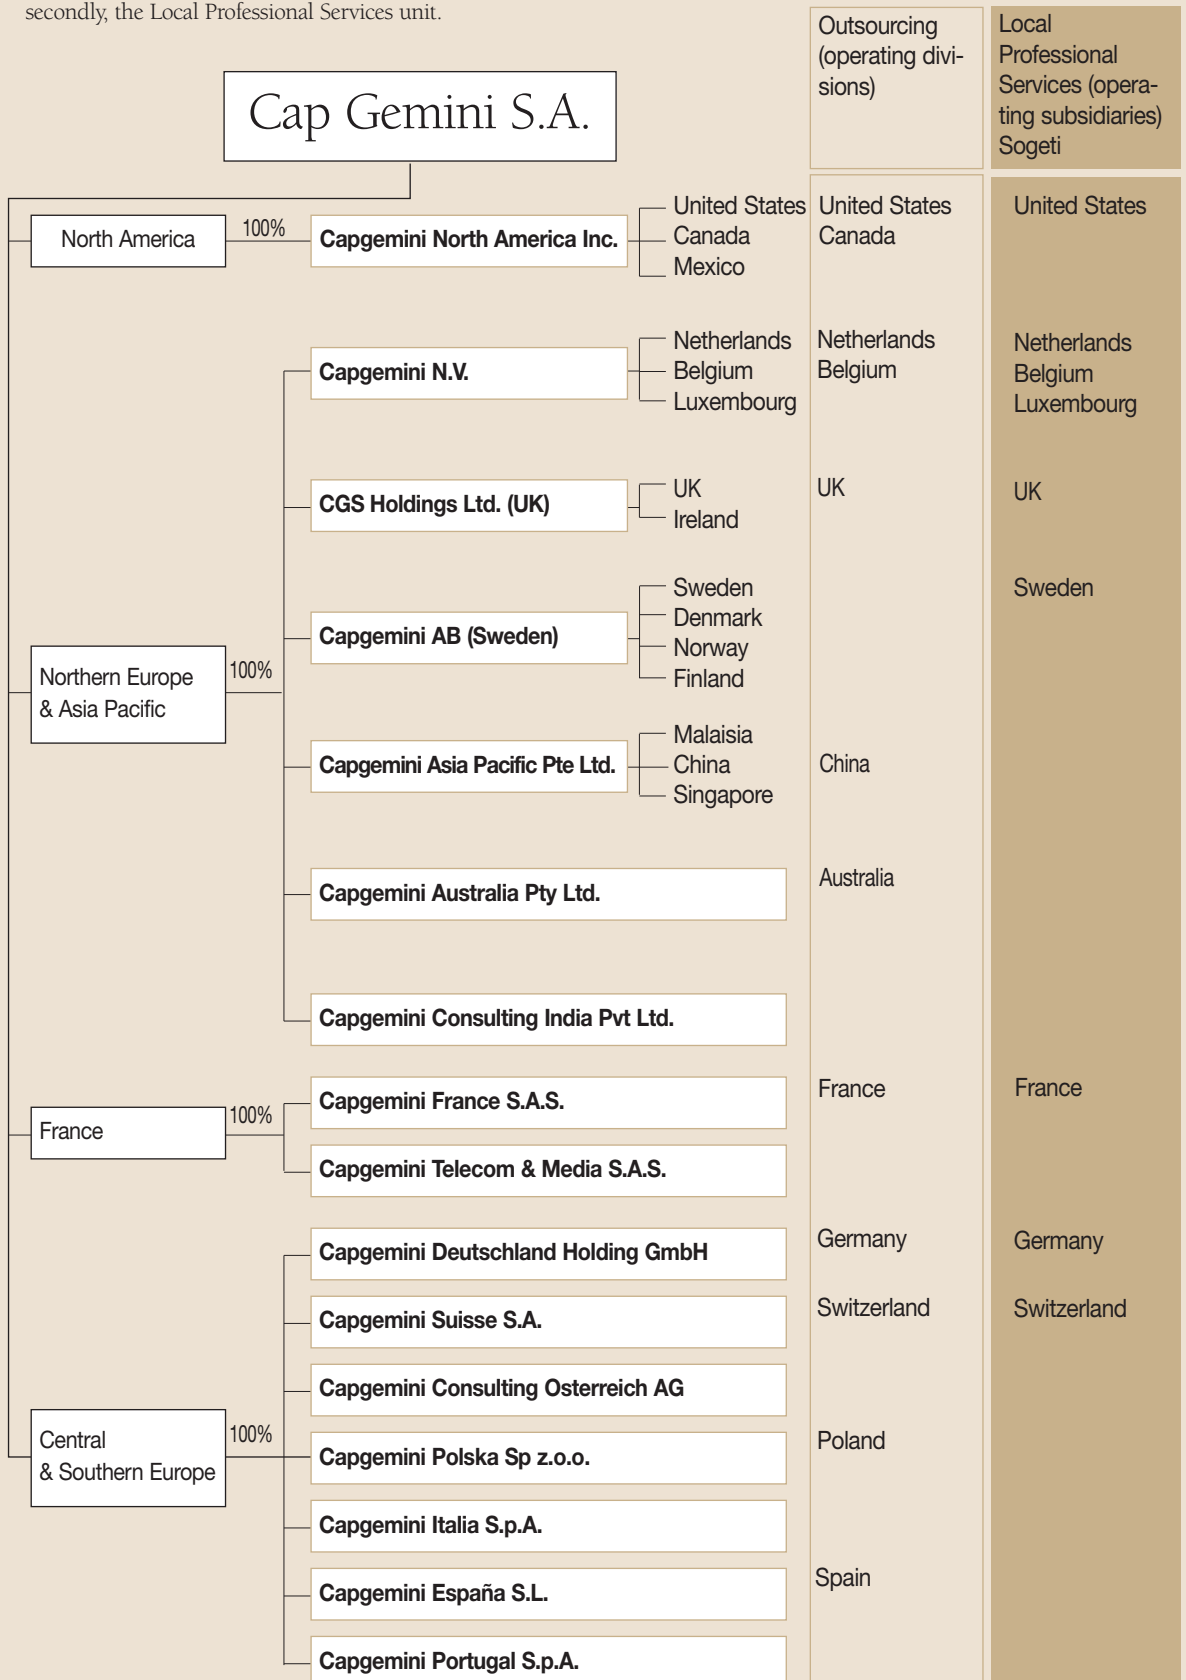 secondly, the Local Professional Services unit.
Outsourcing
(operating divi-
sions)
Local
Professional
Services (opera-
ting subsidiaries)
Sogeti
Cap Gemini S.A.
North America
100%
Capgemini North America Inc.
United States
Canada
Mexico
United States
Canada
United States
Capgemini N.V.
Netherlands
Belgium
Luxembourg
Netherlands
Belgium
Netherlands
Belgium
Luxembourg
CGS Holdings Ltd. (UK)
UK
Ireland
UK
UK
Northern Europe
& Asia Pacific
100%
Capgemini AB (Sweden)
Sweden
Denmark
Norway
Finland
Sweden
Capgemini Asia Pacific Pte Ltd.
Malaisia
China
Singapore
China
Capgemini Australia Pty Ltd.
Australia
Capgemini Consulting India Pvt Ltd.
France
100%
Capgemini France S.A.S.
France
France
Capgemini Telecom & Media S.A.S.
Central
& Southern Europe
100%
Capgemini Deutschland Holding GmbH
Germany
Germany
Capgemini Suisse S.A.
Switzerland
Switzerland
Capgemini Consulting Osterreich AG
Capgemini Polska Sp z.o.o.
Poland
Capgemini Italia S.p.A.
Capgemini España S.L.
Spain
Capgemini Portugal S.p.A.